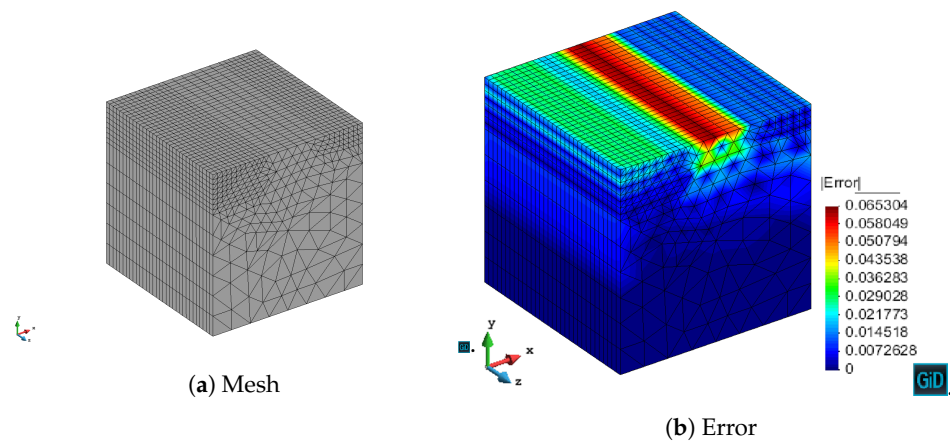 |Error|
0.065304
0.058049
0.050794
0.043538
0.036283
0.029028
0.021773
0.014518
0.0072628
0
y
x
z
y
x
z
GiD
(a) Mesh
(b) Error